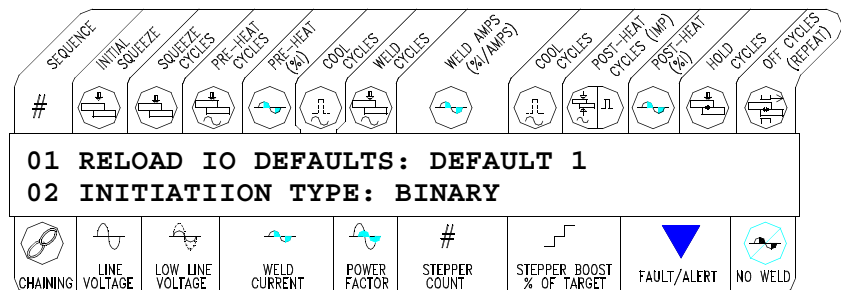 SEQUENCE
INITIAL
SQUEEZE
SQUEEZE
CYCLES
PRE-HEAT
CYCLES
PRE-HEAT
(%I)
COOL
CYCLES
WELD
CYCLES
WELD AMPS
(%I/AMPS)
COOL
CYCLES
POST-HEAT
CYCLES (IMP)
POST-HEAT
(%I)
HOLD
CYCLES
OFF CYCLES
(REPEAT)
#
01 RELOAD IO DEFAULTS: DEFAULT 1
02 INITIATIION TYPE: BINARY
CHAINING
LINE
VOLTAGE
LOW LINE
VOLTAGE
WELD
CURRENT
POWER
FACTOR
#
STEPPER
COUNT
STEPPER BOOST
% OF TARGET
FAULT/ALERT
NO WELD